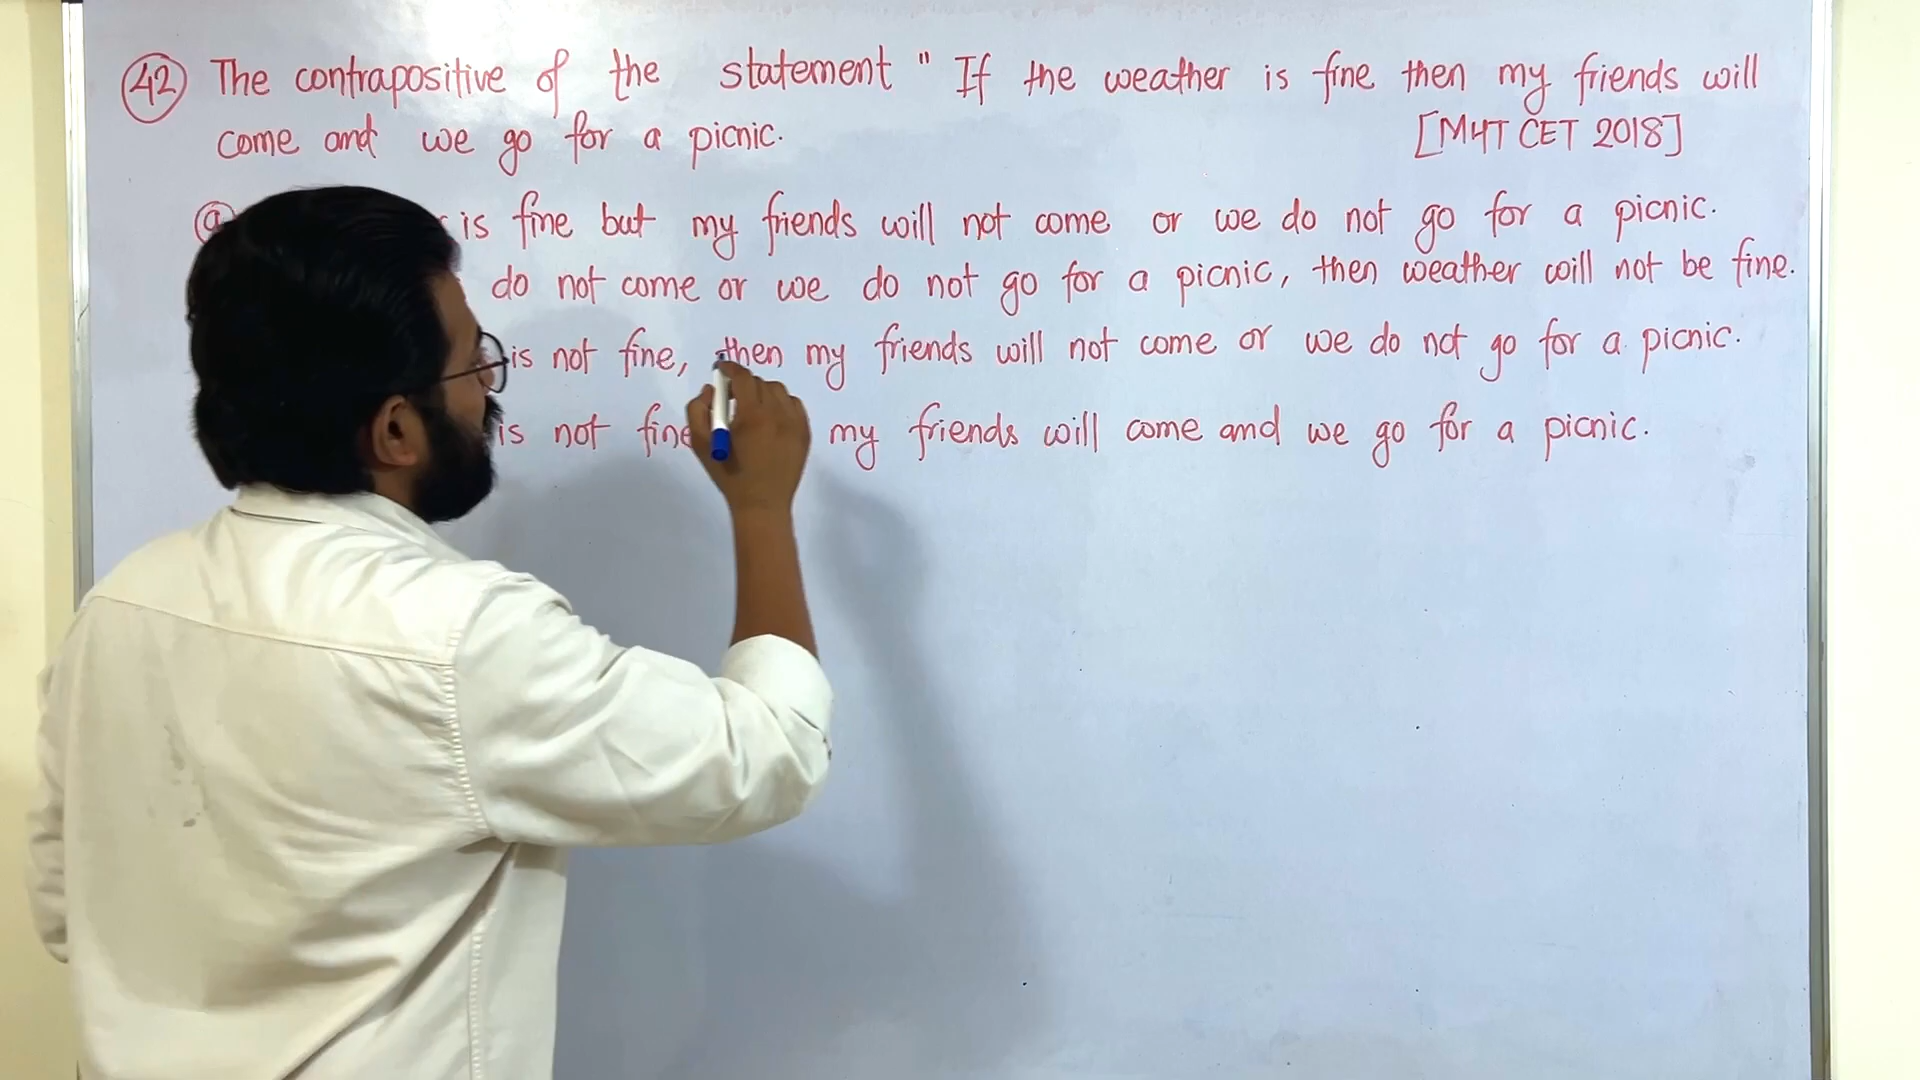 42 The contrapositive of the statement " If the weather is fine then my friends will
come and we go for a picnic. [MHT CET 2018]
a is fine but my friends will not come or we do not go for a picnic.
do not come or we do not go for a picnic, then weather will not be fine.
is not fine, then my friends will not come or we do not go for a picnic.
is not fine my friends will come and we go for a picnic.